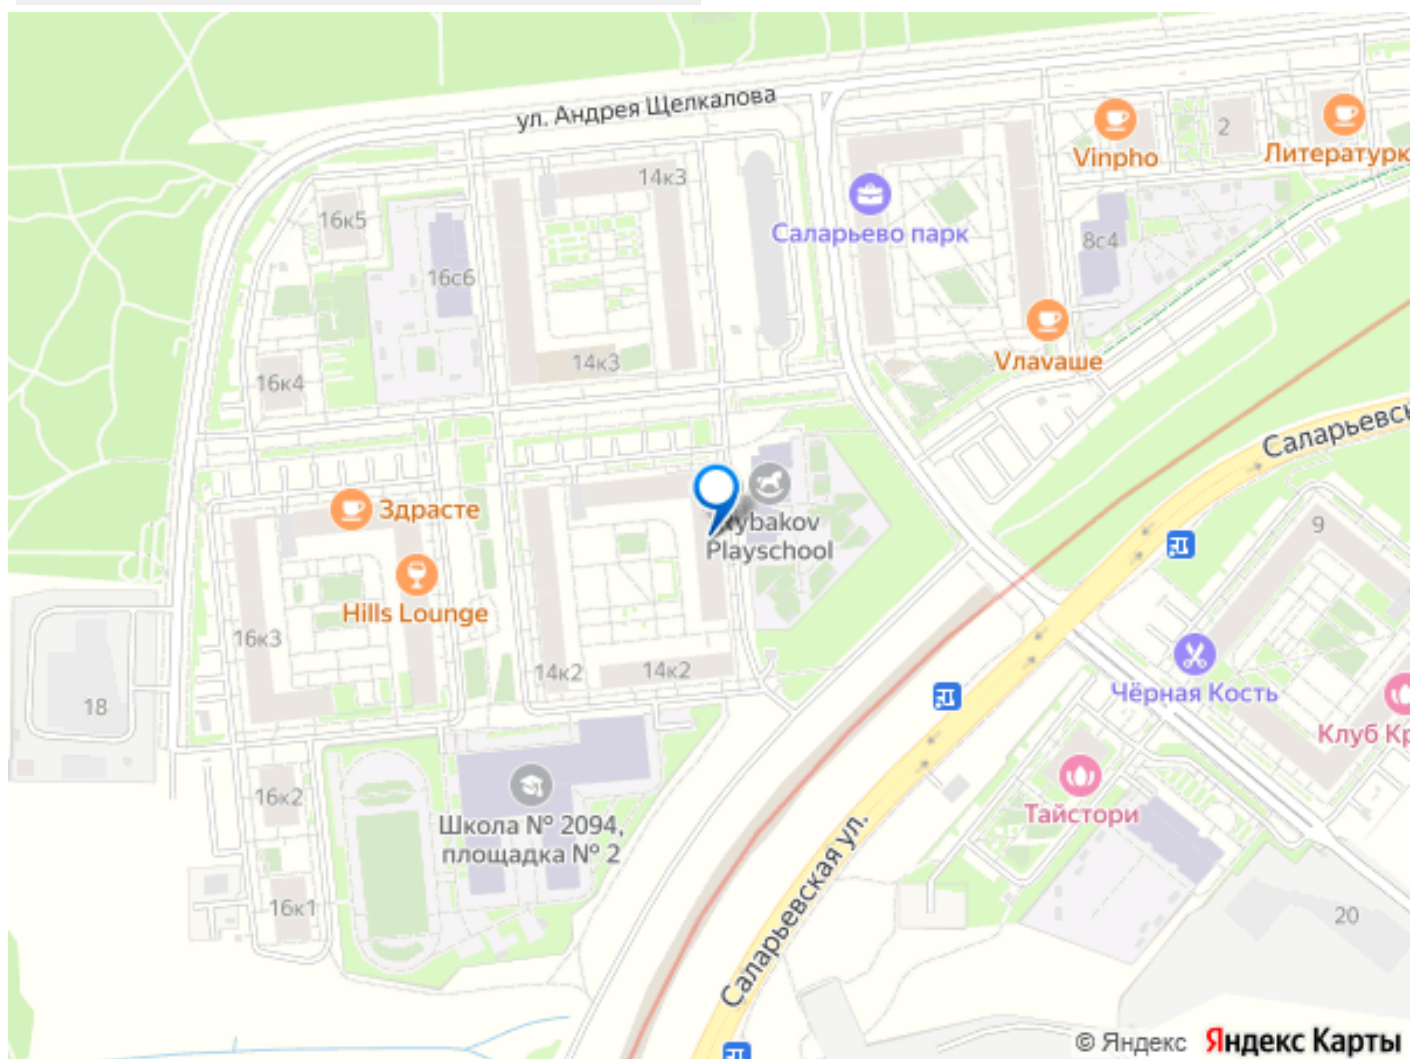 ул. Андрея Щелкалова
Vinpho
2
Литературк
14к3
Саларьево парк
16к5
8с4
16с6
Vлаваше
14к3
16к4
Саларьевск
Здрасте
rybakov
Playschool
9
Hills Lounge
16к3
14к2
14к2
Чёрная Кость
18
Клуб Кр
16к2
Школа № 2094,
площадка № 2
Тайстори
Саларьевская ул.
16к1
20
© Яндекс Яндекс Карты